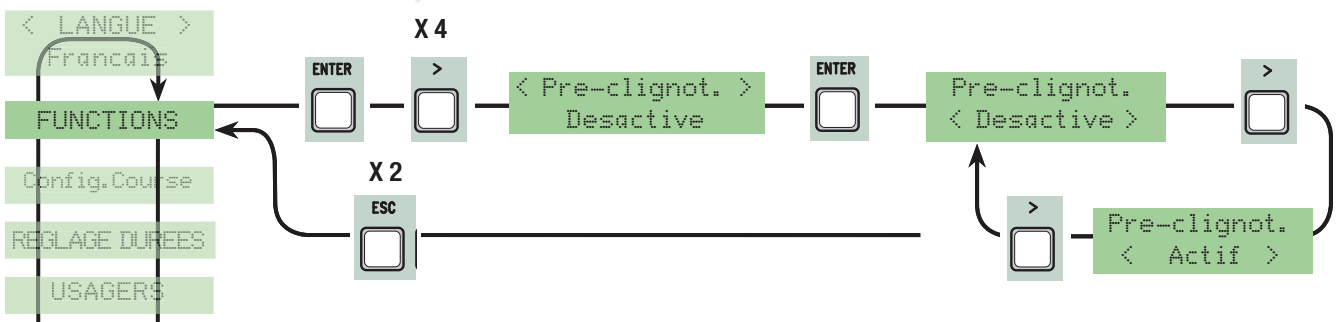 < LANGUE >
Francais
FUNCTIONS
Config.Course
REGLAGE DUREES
USAGERS
ENTER
X 4
>
< Pre-clignot. >
Desactive
ENTER
Pre-clignot.
< Desactive >
>
Pre-clignot.
< Actif >
>
X 2
ESC